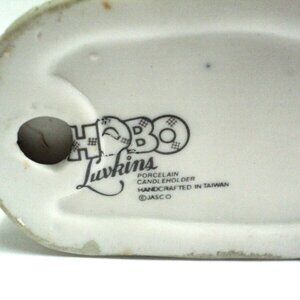 HOBO
Luvkins
PORCELAIN
CANDLEHOLDER
HANDCRAFTED IN TAIWAN
©JASCO